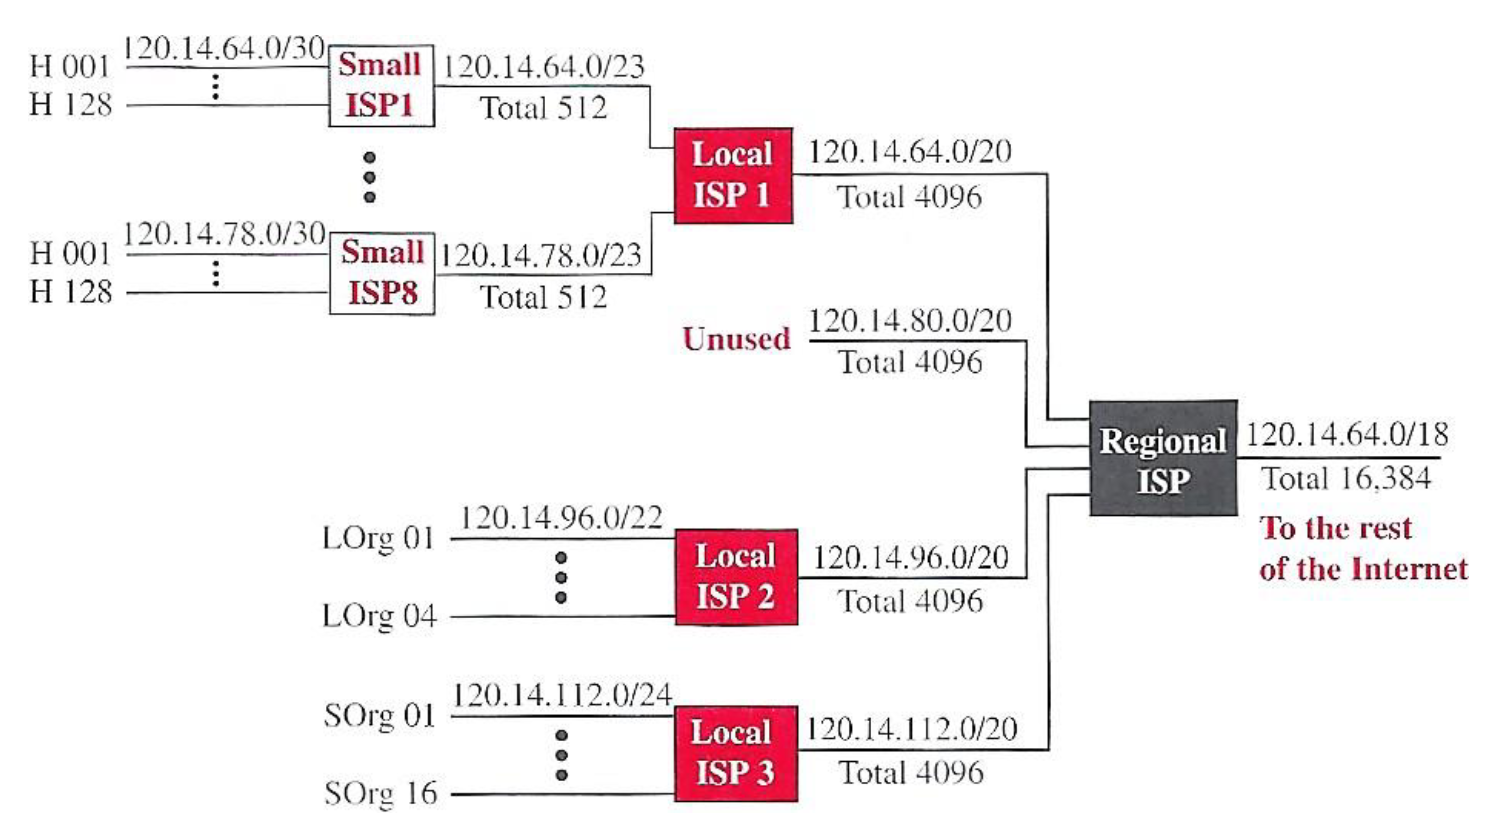 H 001
120.14.64.0/30
H 128
Small
ISP1
120.14.64.0/23
Total 512
H 001
120.14.78.0/30
H 128
Small
ISP8
120.14.78.0/23
Total 512
Local
ISP 1
120.14.64.0/20
Total 4096
Unused
120.14.80.0/20
Total 4096
LOrg 01
120.14.96.0/22
LOrg 04
Local
ISP 2
120.14.96.0/20
Total 4096
SOrg 01
120.14.112.0/24
SOrg 16
Local
ISP 3
120.14.112.0/20
Total 4096
Regional
ISP
120.14.64.0/18
Total 16,384
To the rest
of the Internet